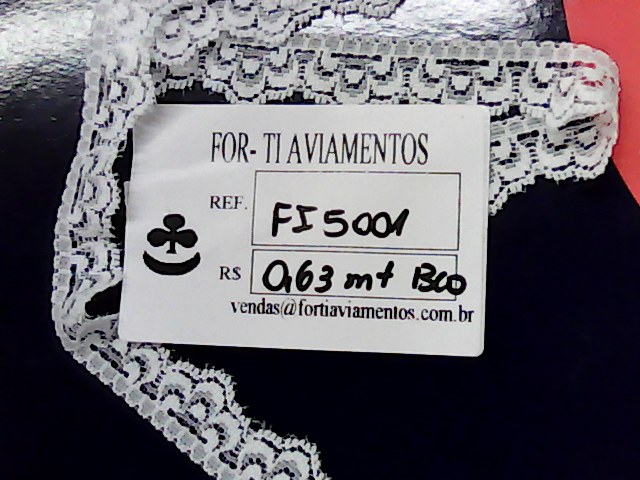 FOR- TI AVIAMENTOS
REF. FI5001
R$ 0,63 mt Bco
vendas@fortiaviamentos.com.br